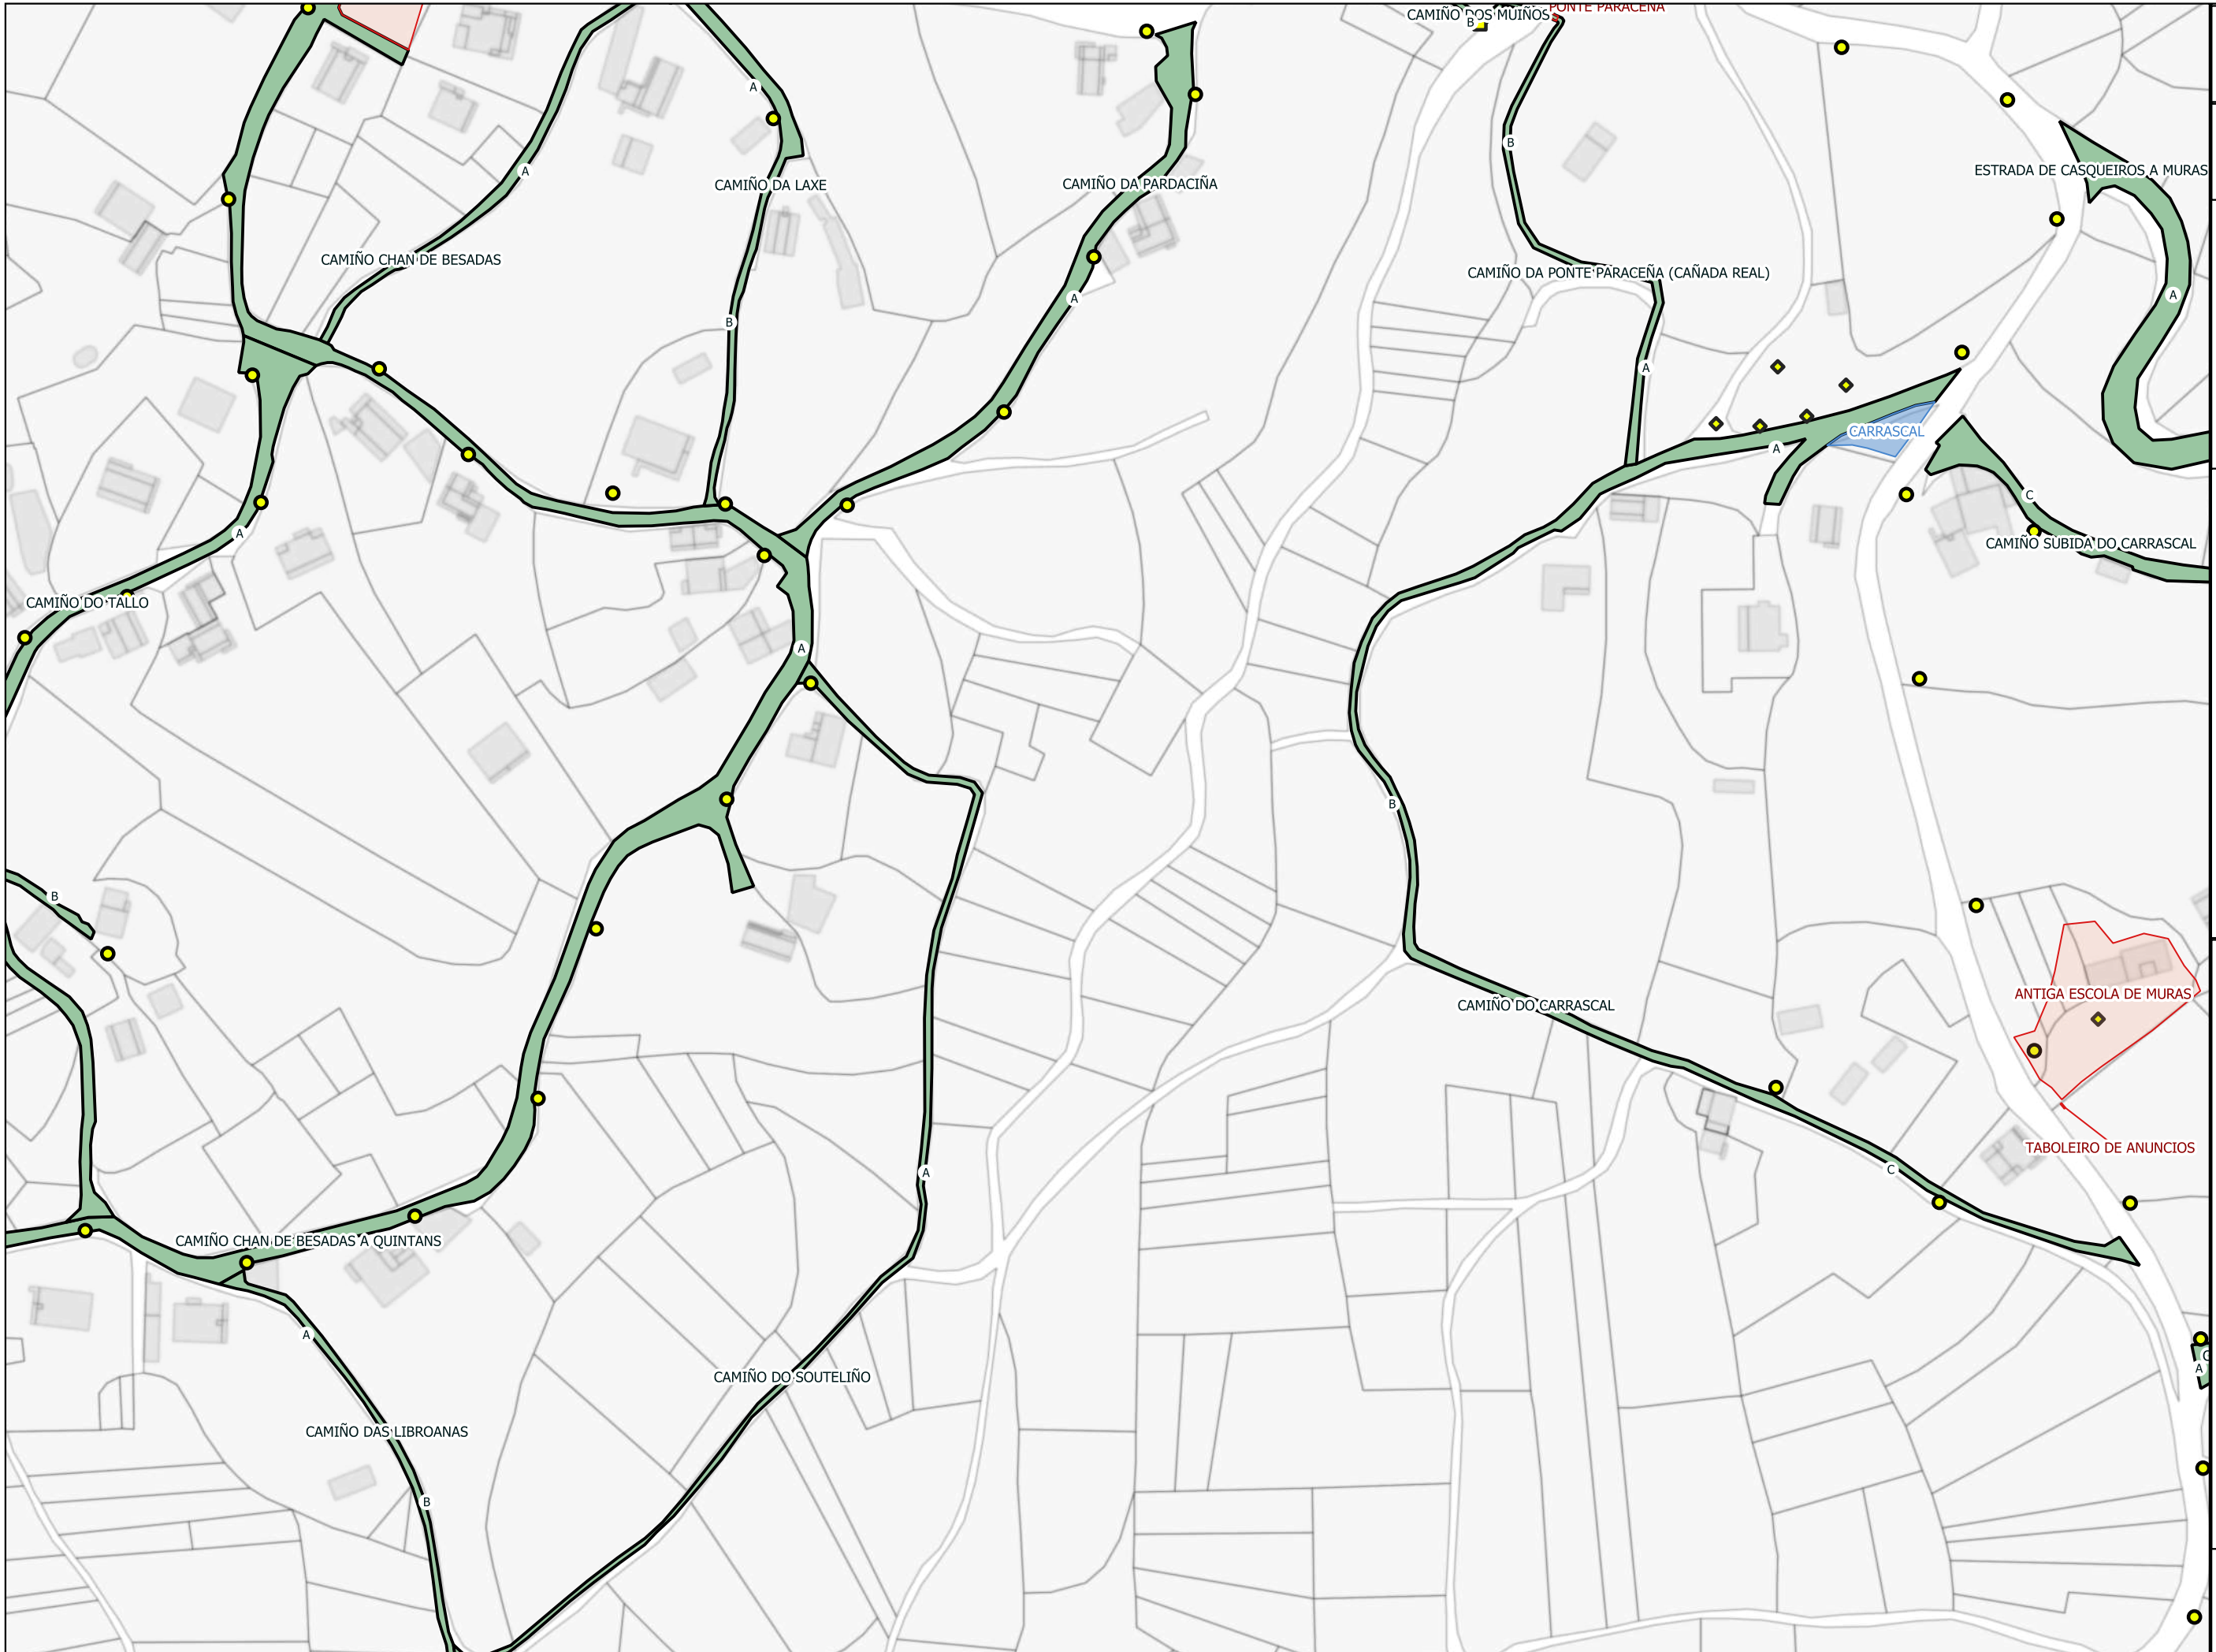 CAMIÑO DOS MUIÑOS
PONTE PARACEÑA
B
A
B
CAMIÑO DA LAXE
CAMIÑO DA PARDACIÑA
ESTRADA DE CASQUEIROS A MURAS
A
CAMIÑO CHAN DE BESADAS
CAMIÑO DA PONTE PARACEÑA (CAÑADA REAL)
A
A
B
A
CARRASCAL
A
C
A
CAMIÑO SUBIDA DO CARRASCAL
CAMIÑO DO TALLO
A
B
B
ANTIGA ESCOLA DE MURAS
CAMIÑO DO CARRASCAL
TABOLEIRO DE ANUNCIOS
C
A
CAMIÑO CHAN DE BESADAS A QUINTANS
A
A
CAMIÑO DO SOUTELIÑO
CAMIÑO DAS LIBROANAS
B